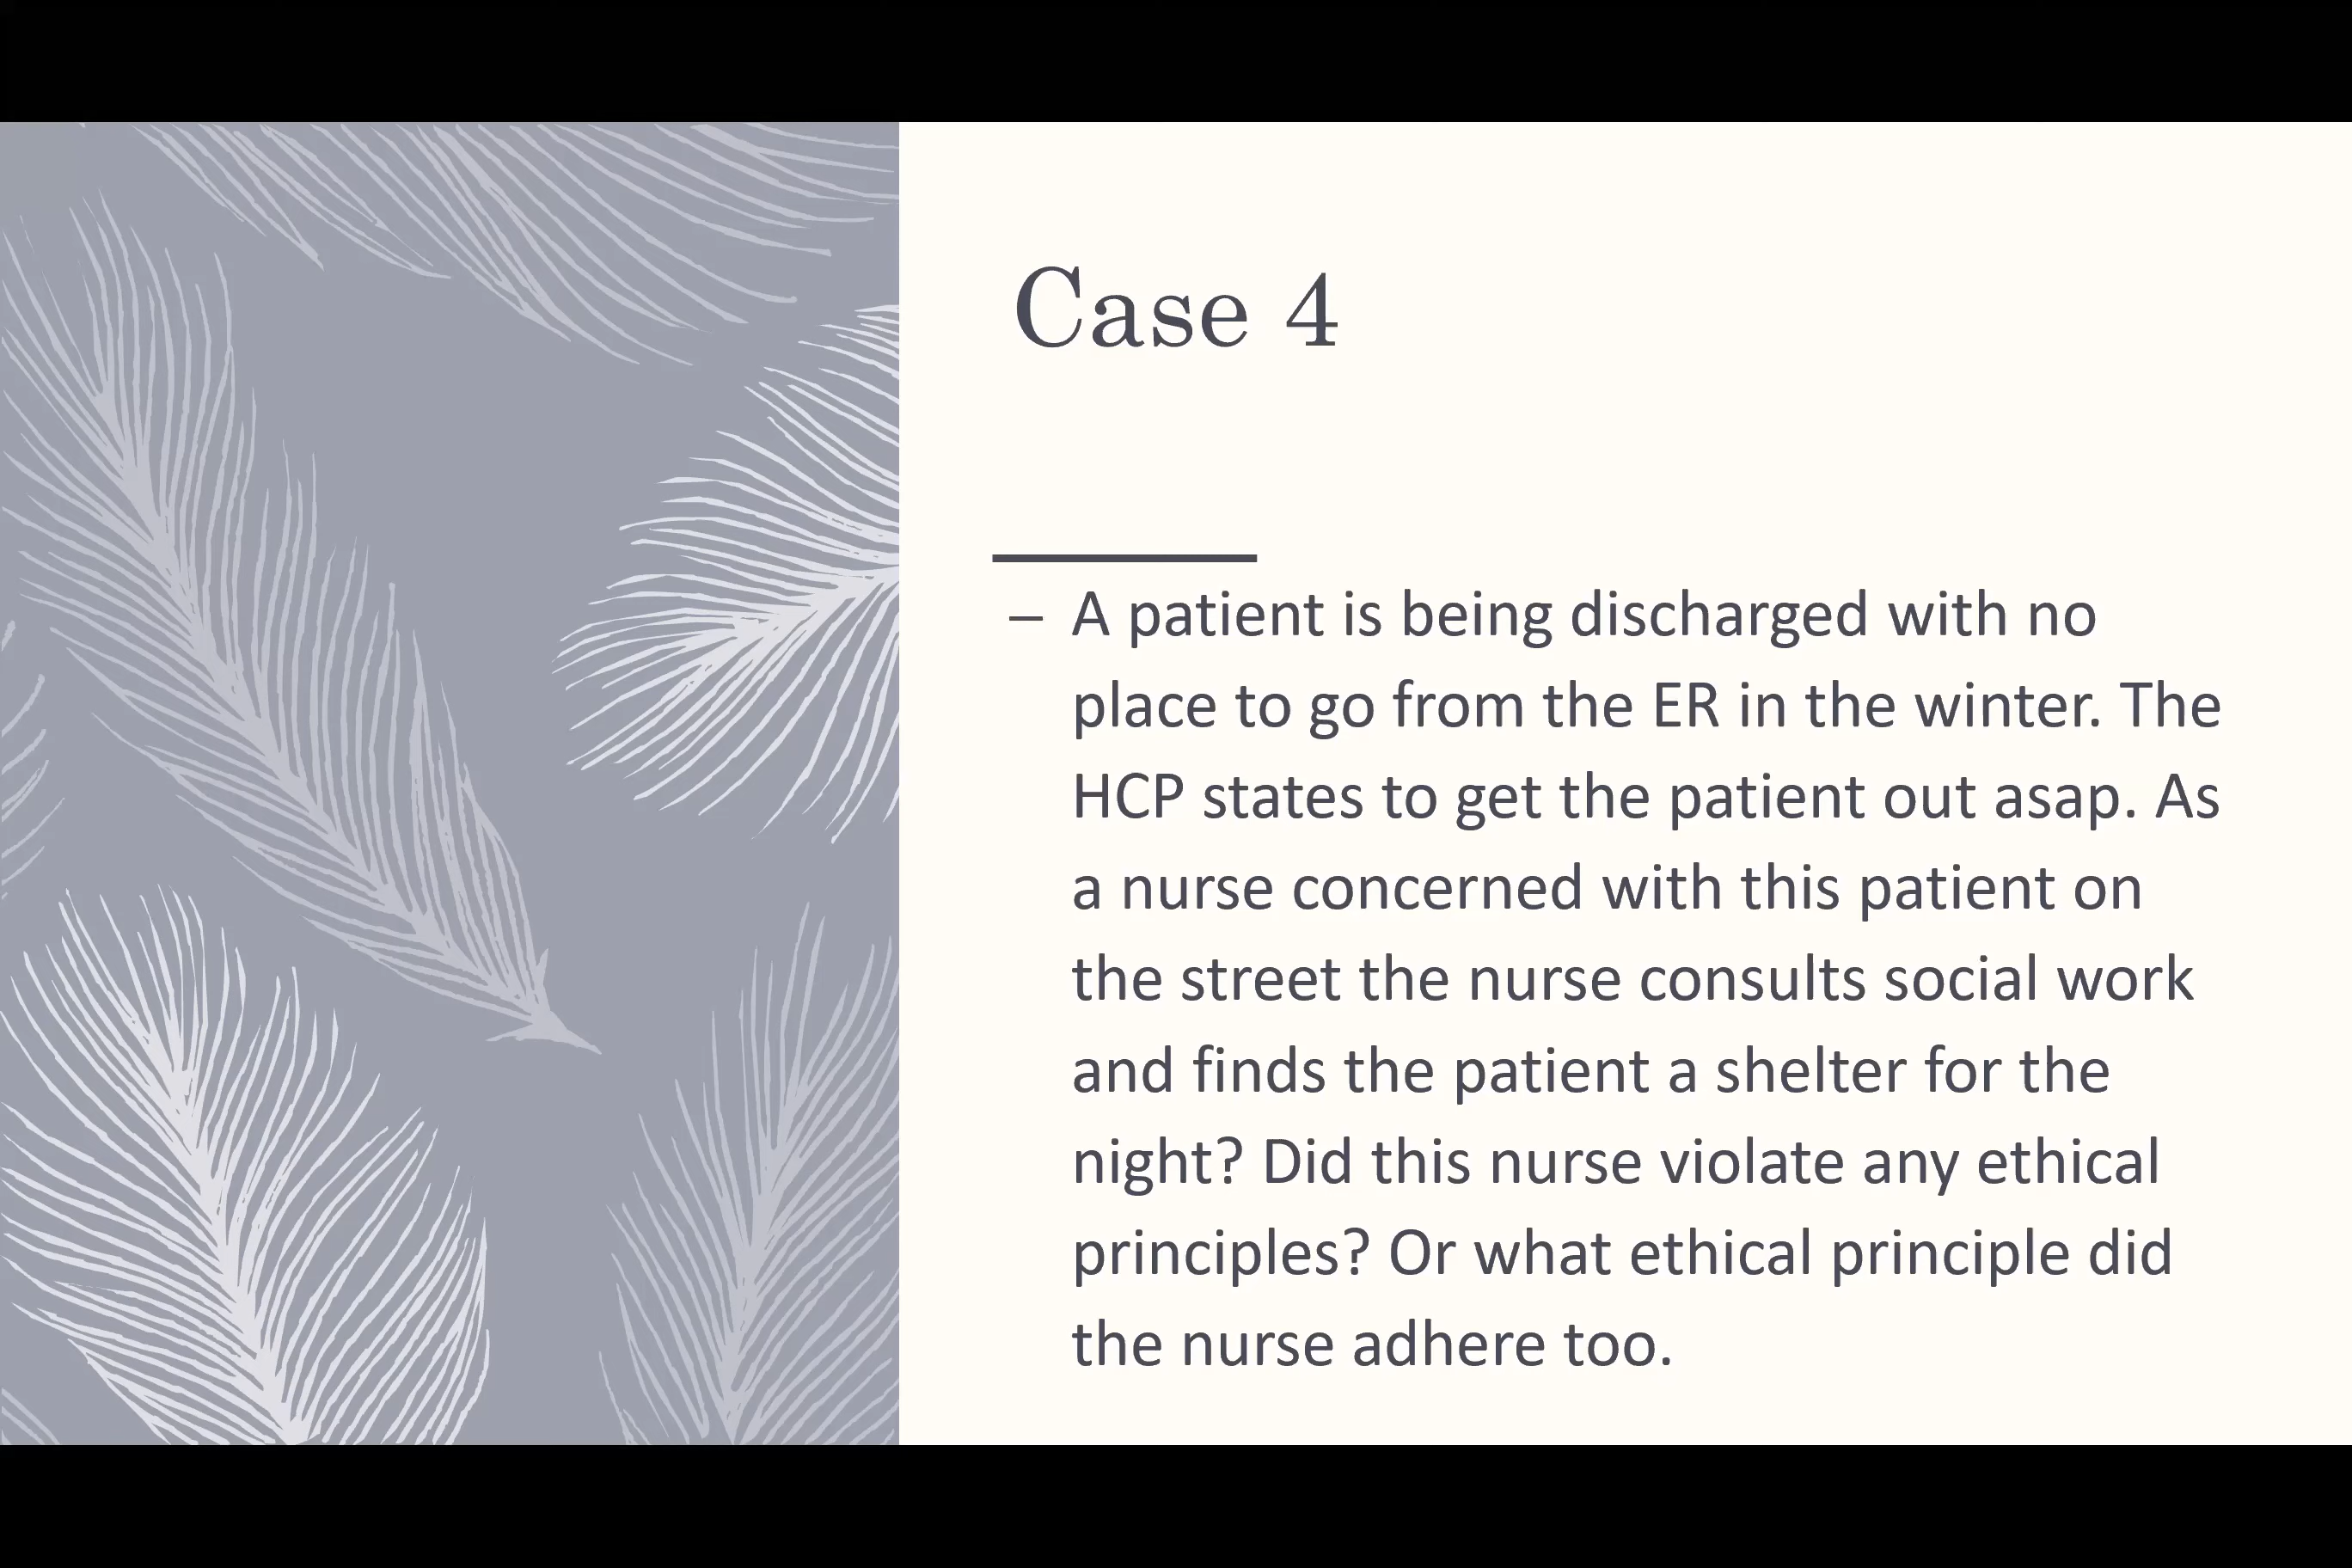 Case 4
– A patient is being discharged with no
place to go from the ER in the winter. The
HCP states to get the patient out asap. As
a nurse concerned with this patient on
the street the nurse consults social work
and finds the patient a shelter for the
night? Did this nurse violate any ethical
principles? Or what ethical principle did
the nurse adhere too.